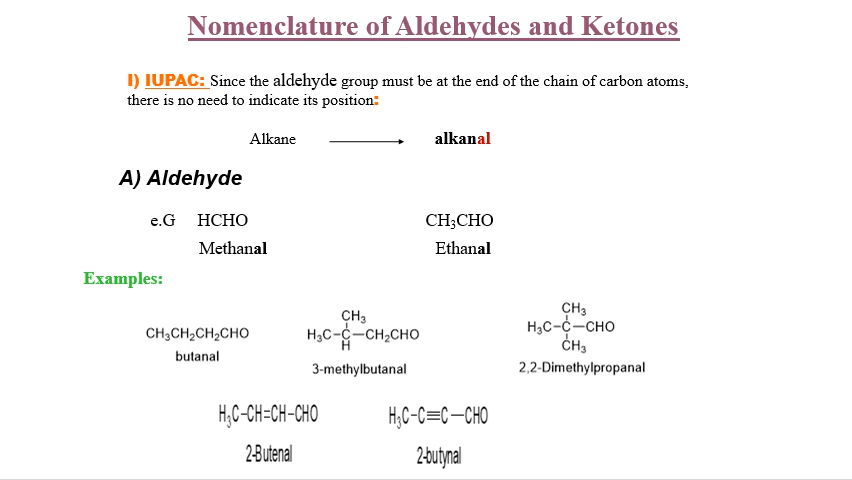 Nomenclature of Aldehydes and Ketones
I) IUPAC: Since the aldehyde group must be at the end of the chain of carbon atoms,
there is no need to indicate its position:
Alkane alkanal
A) Aldehyde
e.G HCHO CH₃CHO
Methanal Ethanal
Examples:
CH₃ CH₃
CH₃CH₂CH₂CHO H₃C-C-CH₂CHO H₃C-C-CHO
H CH₃
butanal 3-methylbutanal 2,2-Dimethylpropanal
H₃C-CH=CH-CHO H₃C-C≡C-CHO
2-Butenal 2-butynal